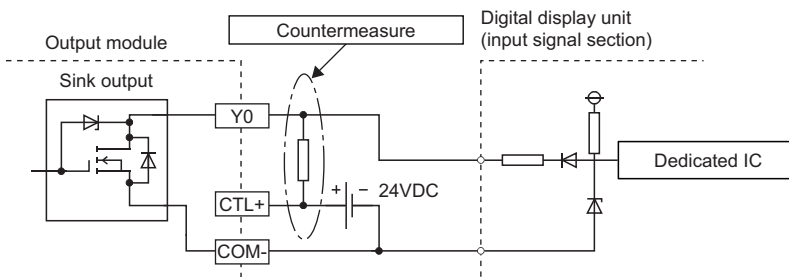 Countermeasure
Digital display unit
(input signal section)
Output module
Sink output
Y0
Dedicated IC
+ − 24VDC
CTL+
COM-